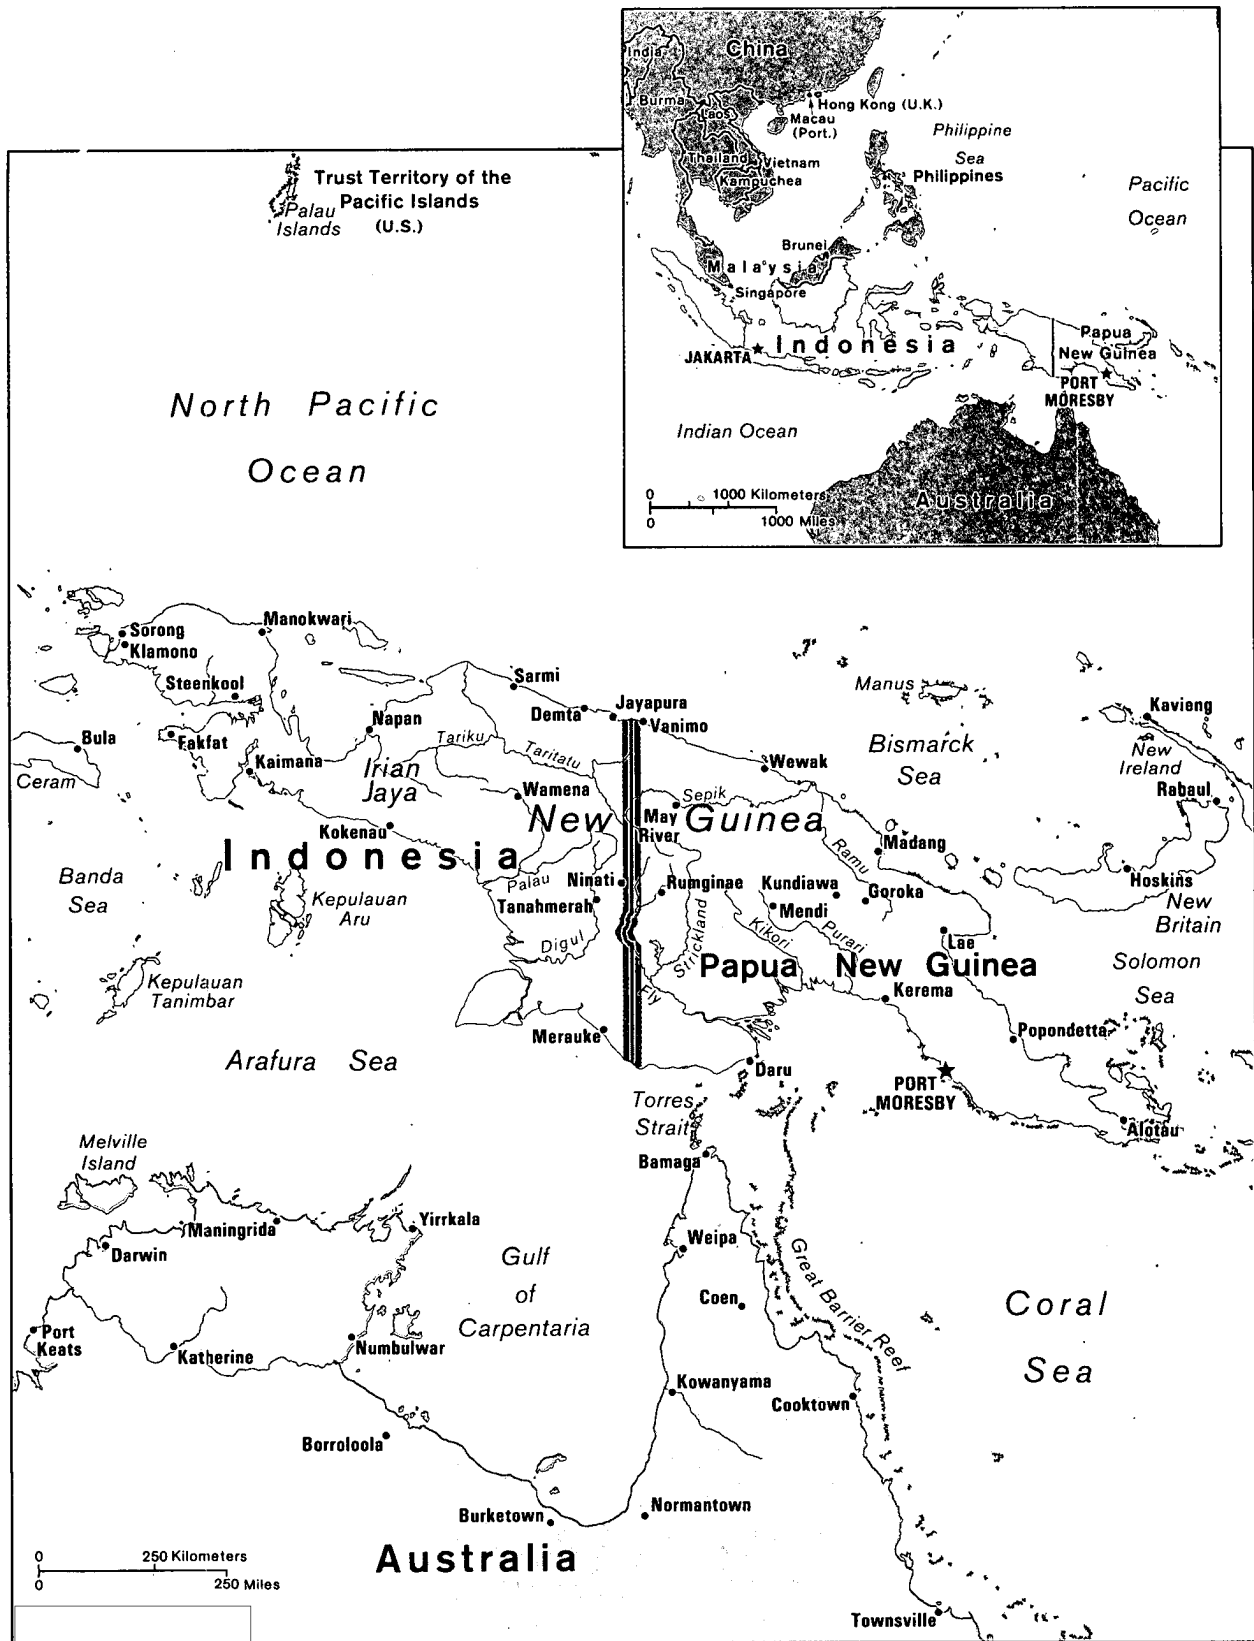 India
China
Burma
Laos
Hong Kong (U.K.)
Macau
(Port.)
Philippine
Sea
Thailand
Vietnam
Philippines
Kampuchea
Pacific
Ocean
Brunei
Malaysia
Singapore
Papua
New Guinea
Indonesia
JAKARTA
PORT
MORESBY
Indian Ocean
0 1000 Kilometers
0 1000 Miles
Australia
Trust Territory of the
Pacific Islands
(U.S.)
Palau
Islands
North Pacific
Ocean
Sorong
Klamono
Manokwari
Steenkool
Sarmi
Jayapura
Demta
Vanimo
Manus
Kavieng
Bula
Fakfat
Napan
Tariku
Taritatu
Kaimana
Irian
Jaya
Wewak
Bismarck
Sea
New
Ireland
Rabaul
Ceram
Wamena
Sepik
May
River
New Guinea
Kokenau
Madang
Ramu
Indonesia
Banda
Sea
Kepulauan
Aru
Palau
Ninati
Tanahmerah
Digul
Rumginae
Kundiawa
Goroka
Mendi
Hoskins
New
Britain
Strickland
Kikori
Purari
Lae
Papua New Guinea
Solomon
Sea
Kepulauan
Tanimbar
Fly
Kerema
Merauke
Popondetta
Arafura Sea
Daru
PORT
MORESBY
Torres
Strait
Alotau
Melville
Island
Bamaga
Maningrida
Yirrkala
Darwin
Weipa
Gulf
of
Carpentaria
Great Barrier Reef
Coen
Coral
Sea
Port
Keats
Katherine
Numbulwar
Kowanyama
Cooktown
Borroloola
Burketown
Normantown
Australia
0 250 Kilometers
0 250 Miles
Townsville